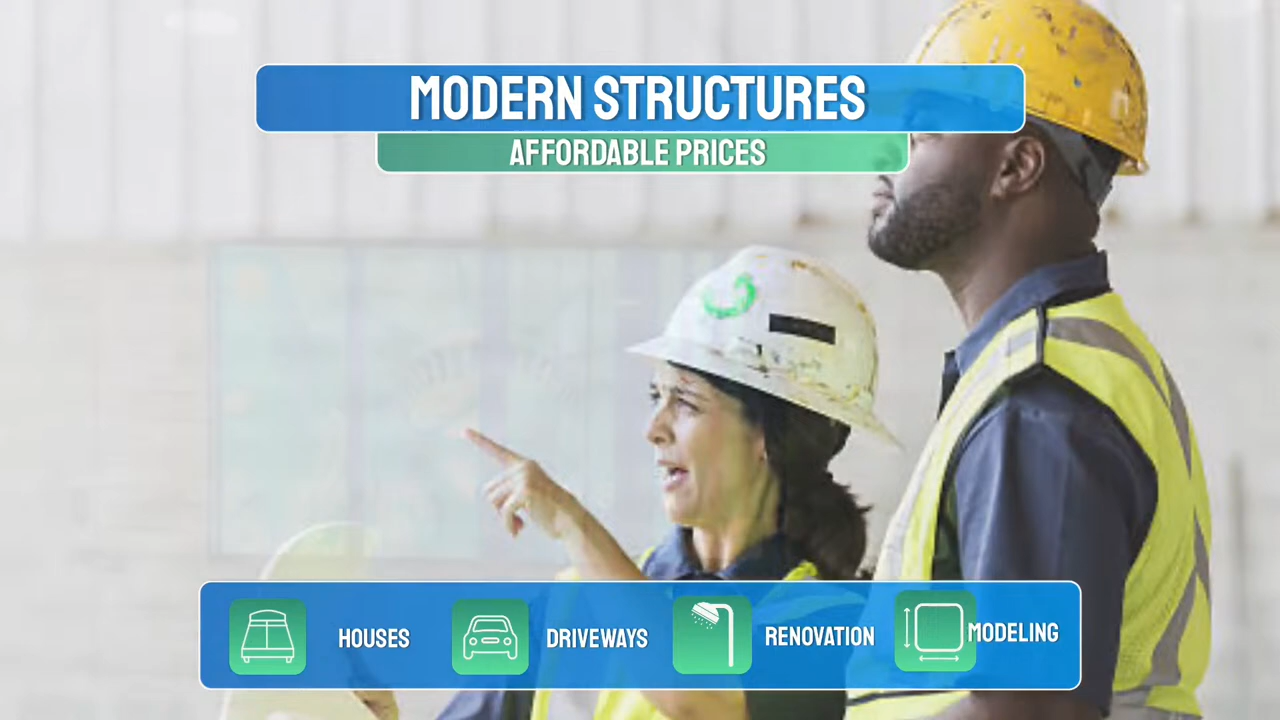 MODERN STRUCTURES
AFFORDABLE PRICES
HOUSES
DRIVEWAYS
RENOVATION
MODELING